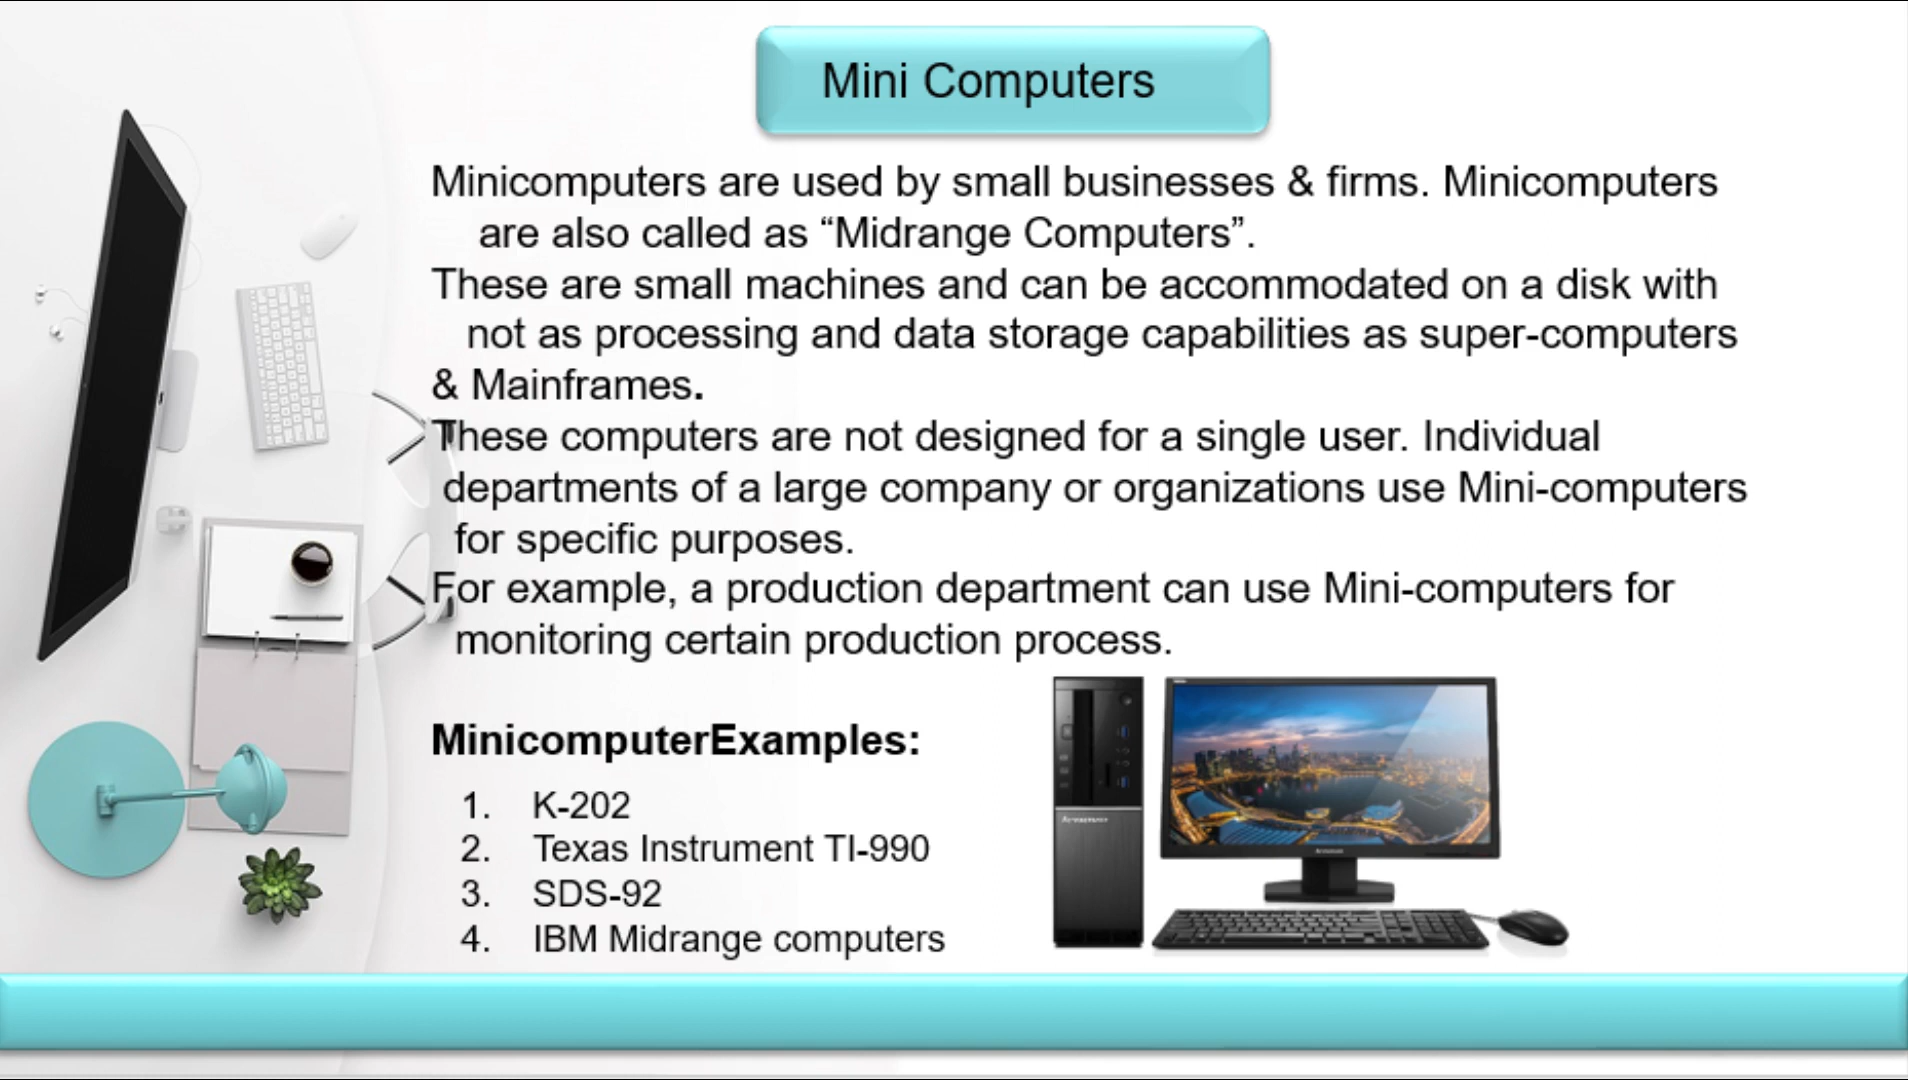 Mini Computers
Minicomputers are used by small businesses & firms. Minicomputers
are also called as “Midrange Computers”.
These are small machines and can be accommodated on a disk with
not as processing and data storage capabilities as super-computers
& Mainframes.
These computers are not designed for a single user. Individual
departments of a large company or organizations use Mini-computers
for specific purposes.
For example, a production department can use Mini-computers for
monitoring certain production process.
MinicomputerExamples:
1. K-202
2. Texas Instrument TI-990
3. SDS-92
4. IBM Midrange computers